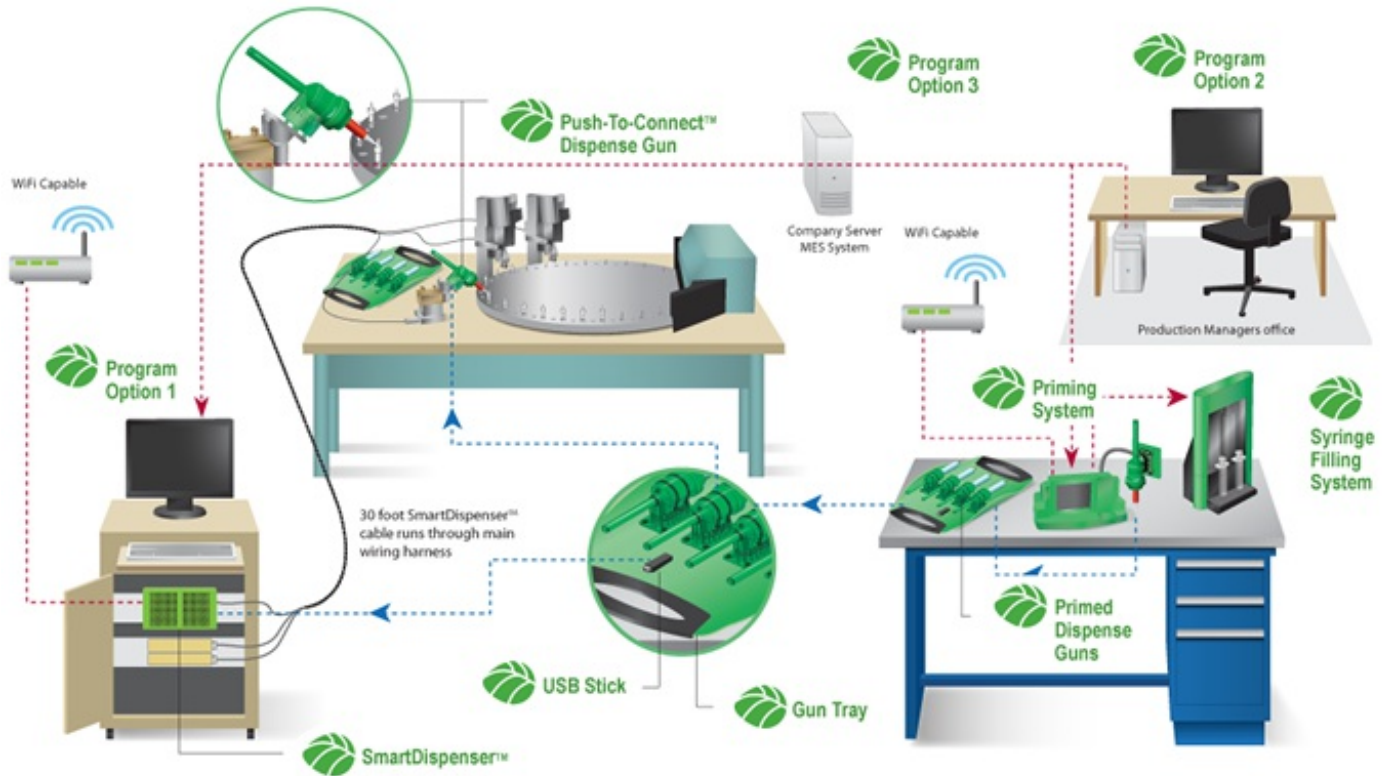 Program
Option 3
Program
Option 2
Push-To-Connect™
Dispense Gun
WiFi Capable
Company Server
MES System
WiFi Capable
Production Managers office
Program
Option 1
Priming
System
Syringe
Filling
System
30 foot SmartDispenser™
cable runs through main
wiring harness
Primed
Dispense
Guns
USB Stick
Gun Tray
SmartDispenser™